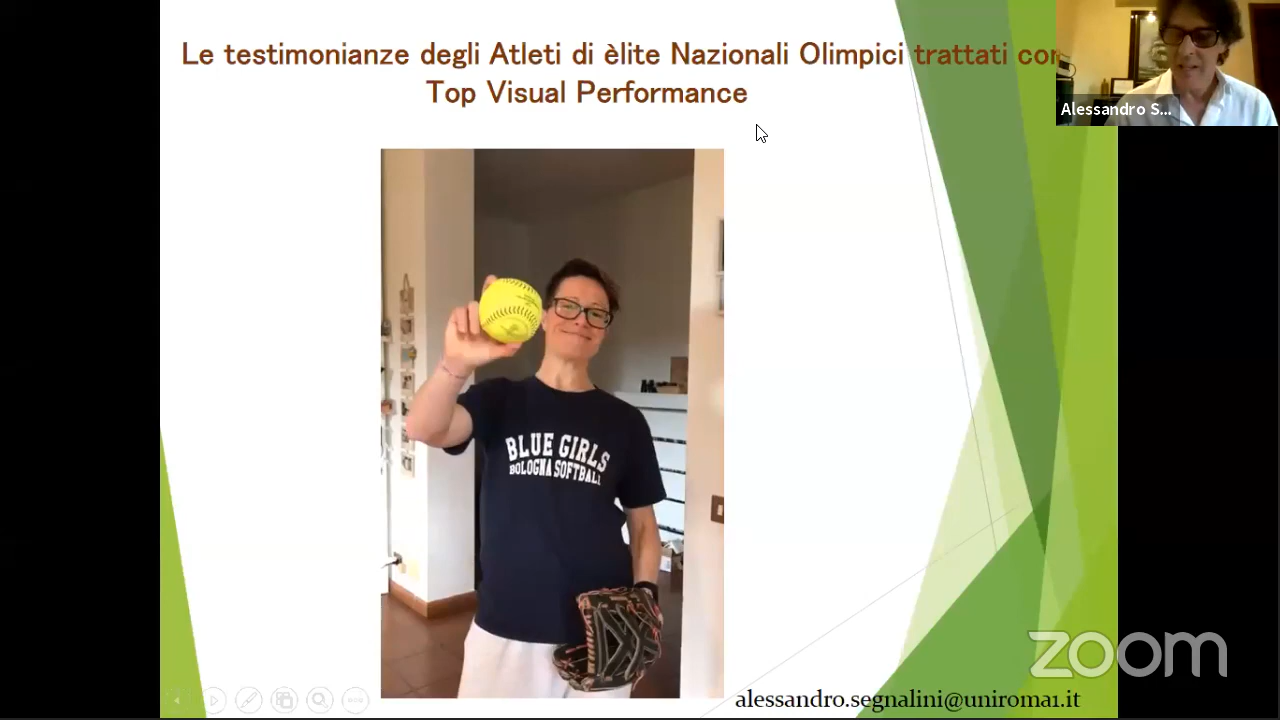 Le testimonianze degli Atleti di èlite Nazionali Olimpici trattati con
Top Visual Performance
Alessandro S...
BLUE GIRLS
BOLOGNA SOFTBALL
zoom
alessandro.segnalini@uniroma1.it